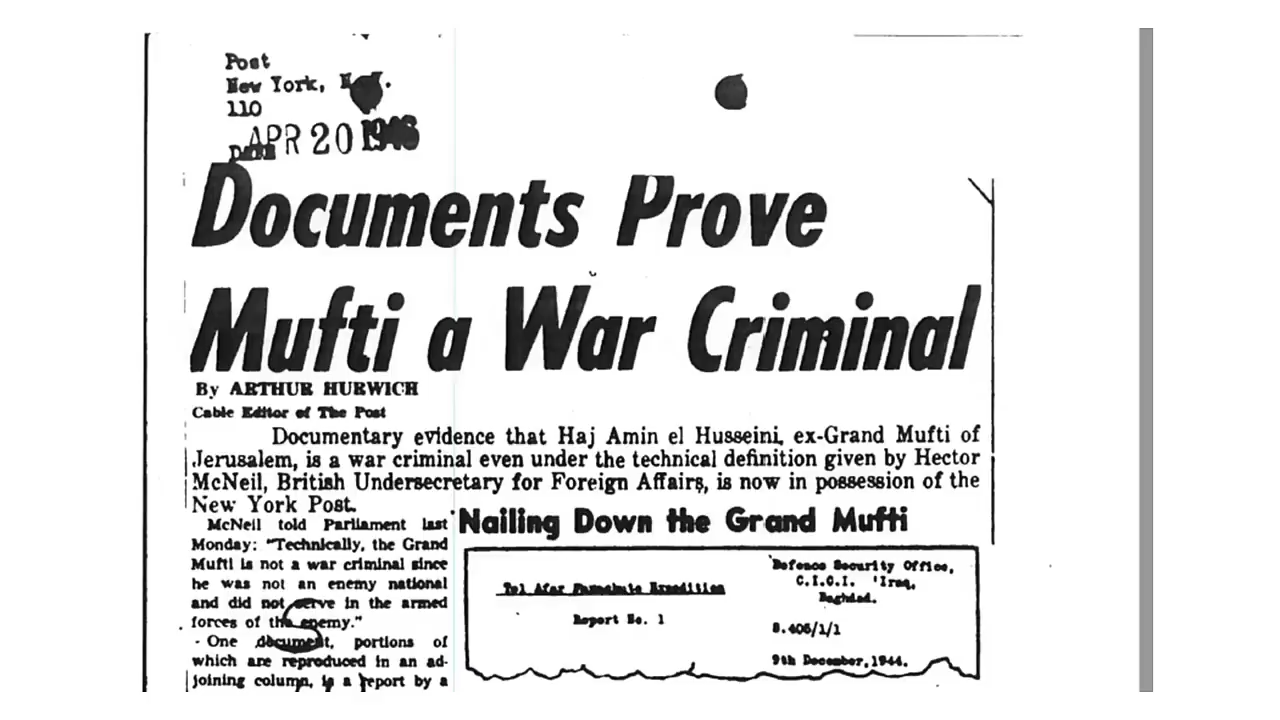 Post
New York, N.
110
DATE APR 20 1946
Documents Prove
Mufti a War Criminal
By ARTHUR HURWICH
Cable Editor of The Post
Documentary evidence that Haj Amin el Husseini, ex-Grand Mufti of
Jerusalem, is a war criminal even under the technical definition given by Hector
McNeil, British Undersecretary for Foreign Affairs, is now in possession of the
New York Post.
McNeil told Parliament last
Monday: "Technically, the Grand
Mufti is not a war criminal since
he was not an enemy national
and did not serve in the armed
forces of the enemy."
One document, portions of
which are reproduced in an ad-
joining column, is a report by a
Nailing Down the Grand Mufti
Tel Afar Parachute Expedition
Report No. 1
Defence Security Office,
C.I.C.I. 'Iraq,
Baghdad.
S.406/1/1
9th December, 1944.